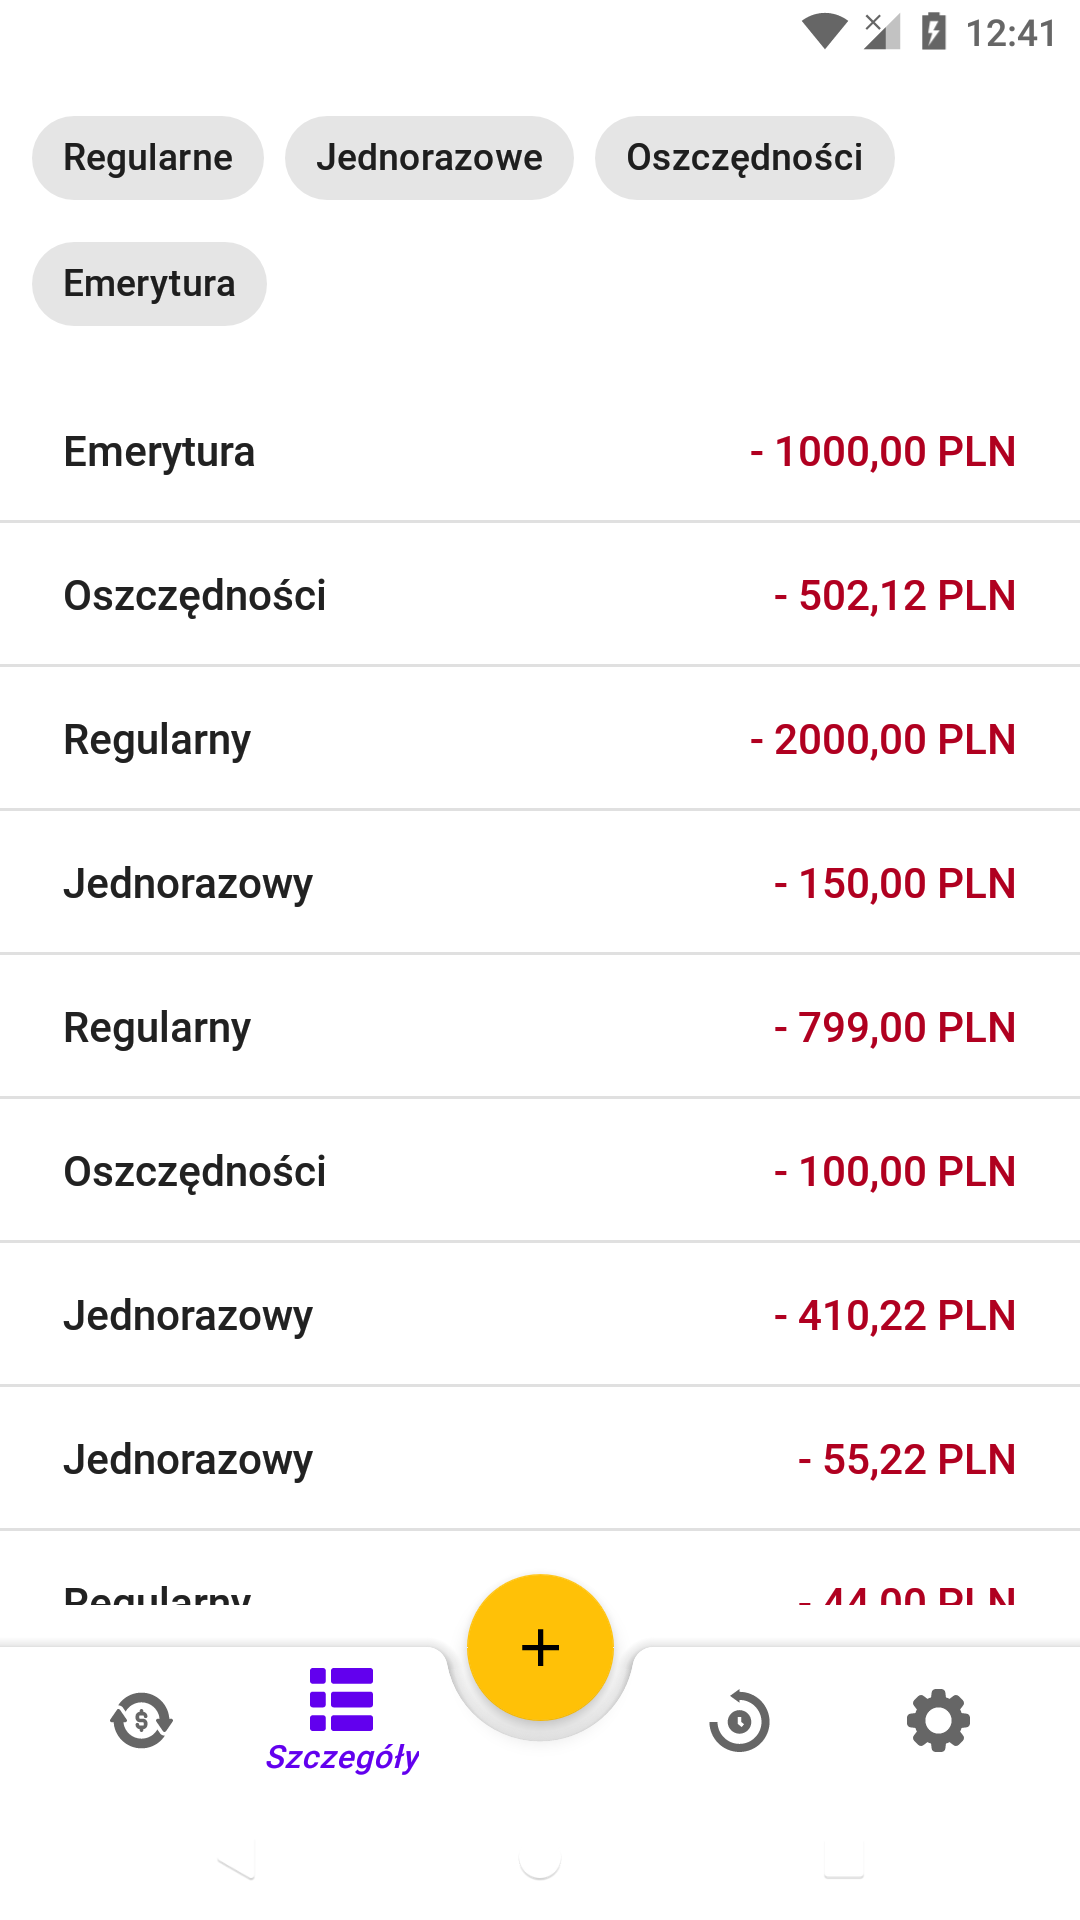 12:41
Regularne Jednorazowe Oszczędności
Emerytura
Emerytura - 1000,00 PLN
Oszczędności - 502,12 PLN
Regularny - 2000,00 PLN
Jednorazowy - 150,00 PLN
Regularny - 799,00 PLN
Oszczędności - 100,00 PLN
Jednorazowy - 410,22 PLN
Jednorazowy - 55,22 PLN
Regularny - 44,00 PLN
Szczegóły